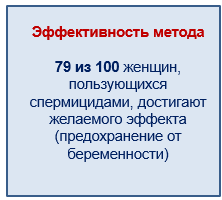 Эффективность метода
79 из 100 женщин,
пользующихся
спермицидами, достигают
желаемого эффекта
(предохранение от
беременности)